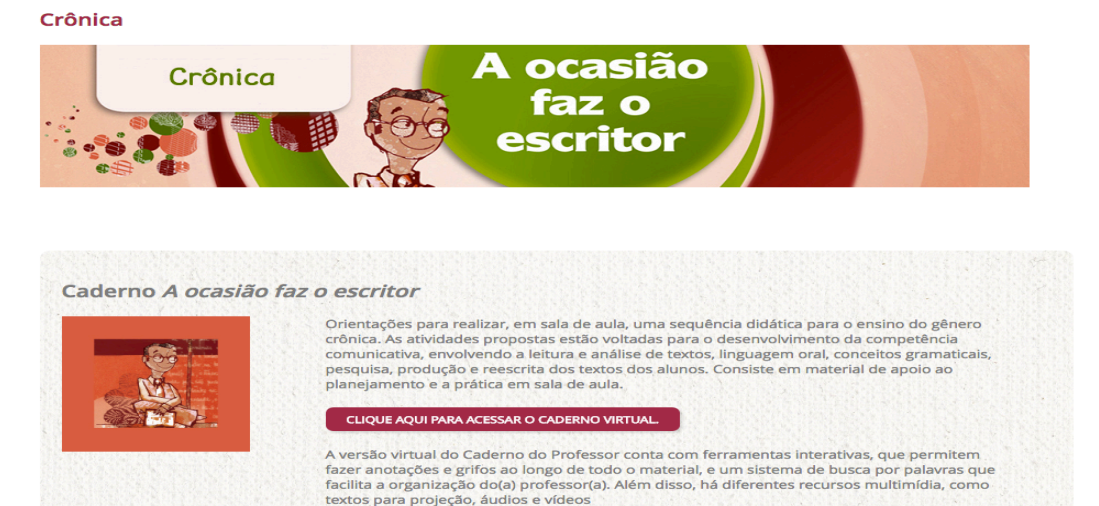 Crônica
Crônica
A ocasião
faz o
escritor
Caderno A ocasião faz o escritor
Orientações para realizar, em sala de aula, uma sequência didática para o ensino do gênero
crônica. As atividades propostas estão voltadas para o desenvolvimento da competência
comunicativa, envolvendo a leitura e análise de textos, linguagem oral, conceitos gramaticais,
pesquisa, produção e reescrita dos textos dos alunos. Consiste em material de apoio ao
planejamento e a prática em sala de aula.
CLIQUE AQUI PARA ACESSAR O CADERNO VIRTUAL.
A versão virtual do Caderno do Professor conta com ferramentas interativas, que permitem
fazer anotações e grifos ao longo de todo o material, e um sistema de busca por palavras que
facilita a organização do(a) professor(a). Além disso, há diferentes recursos multimídia, como
textos para projeção, áudios e vídeos